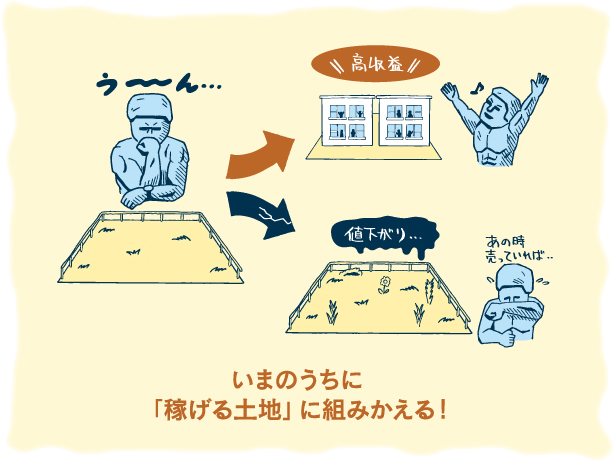 う〜〜ん…
高収益
値下がり…
あの時
売っていれば‥
いまのうちに
「稼げる土地」に組みかえる！